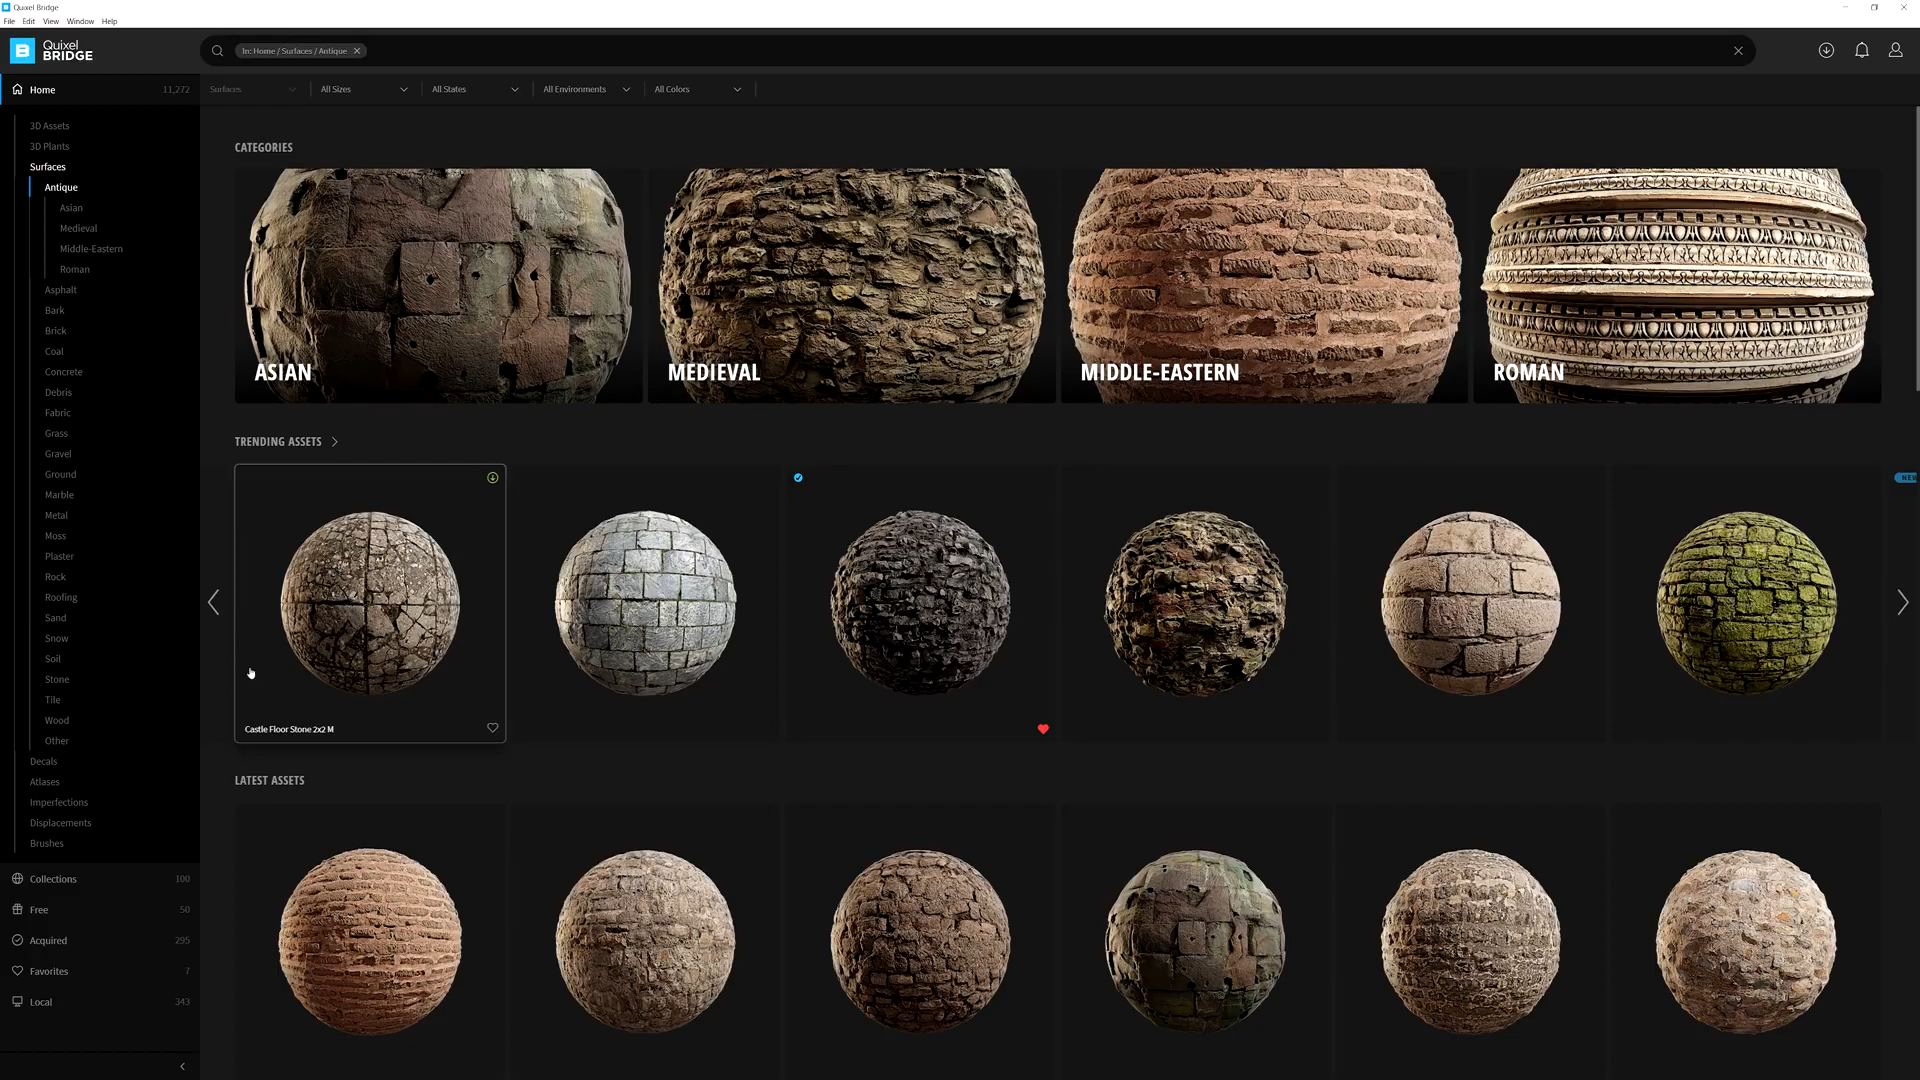 Quixel Bridge
File Edit View Window Help
Quixel
BRIDGE
In: Home / Surfaces / Antique
Home 11,272
Surfaces All Sizes All States All Environments All Colors
3D Assets
3D Plants
Surfaces
Antique
Asian
Medieval
Middle-Eastern
Roman
Asphalt
Bark
Brick
Coal
Concrete
Debris
Fabric
Grass
Gravel
Ground
Marble
Metal
Moss
Plaster
Rock
Roofing
Sand
Snow
Soil
Stone
Tile
Wood
Other
Decals
Atlases
Imperfections
Displacements
Brushes
Collections 100
Free 50
Acquired 295
Favorites 7
Local 343
CATEGORIES
ASIAN
MEDIEVAL
MIDDLE-EASTERN
ROMAN
TRENDING ASSETS
NEW
Castle Floor Stone 2x2 M
LATEST ASSETS